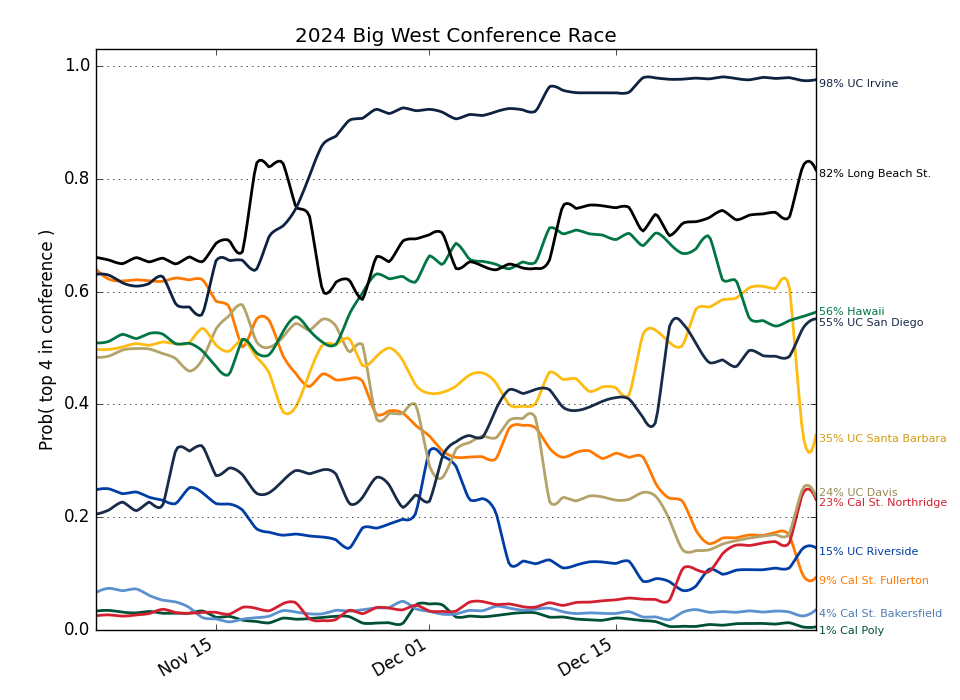 2024 Big West Conference Race
Prob( top 4 in conference )
1.0
0.8
0.6
0.4
0.2
0.0
Nov 15
Dec 01
Dec 15
98% UC Irvine
82% Long Beach St.
56% Hawaii
55% UC San Diego
35% UC Santa Barbara
24% UC Davis
23% Cal St. Northridge
15% UC Riverside
9% Cal St. Fullerton
4% Cal St. Bakersfield
1% Cal Poly